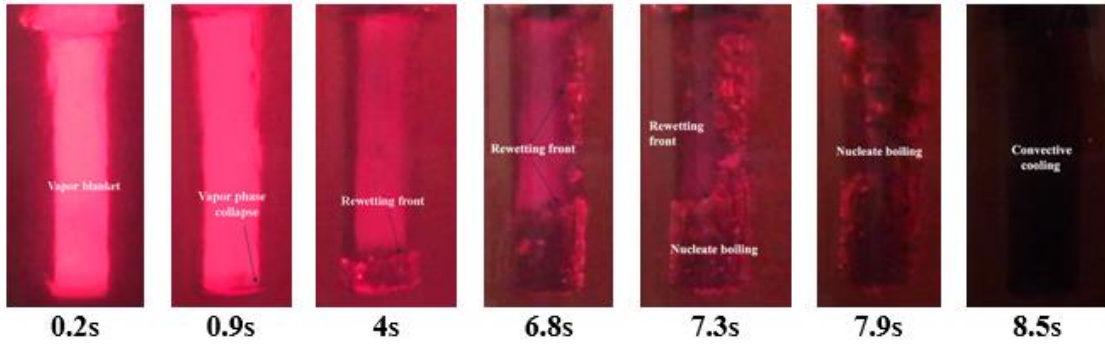 Vapor blanket
Vapor phase
collapse
Rewetting front
Rewetting front
Rewetting
front
Nucleate boiling
Nucleate boiling
Convective
cooling
0.2s
0.9s
4s
6.8s
7.3s
7.9s
8.5s